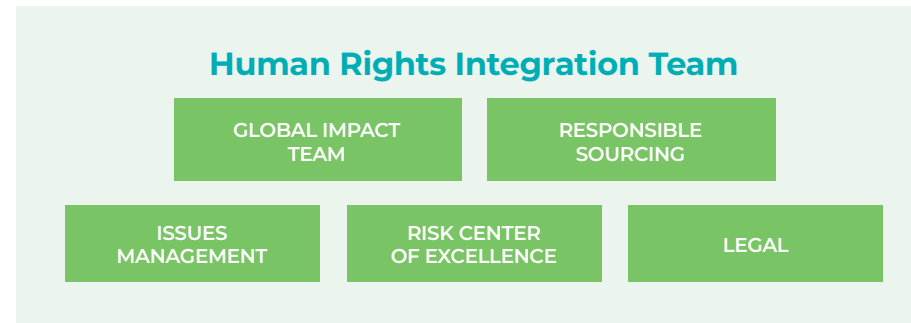 Human Rights Integration Team
GLOBAL IMPACT
TEAM
RESPONSIBLE
SOURCING
ISSUES
MANAGEMENT
RISK CENTER
OF EXCELLENCE
LEGAL